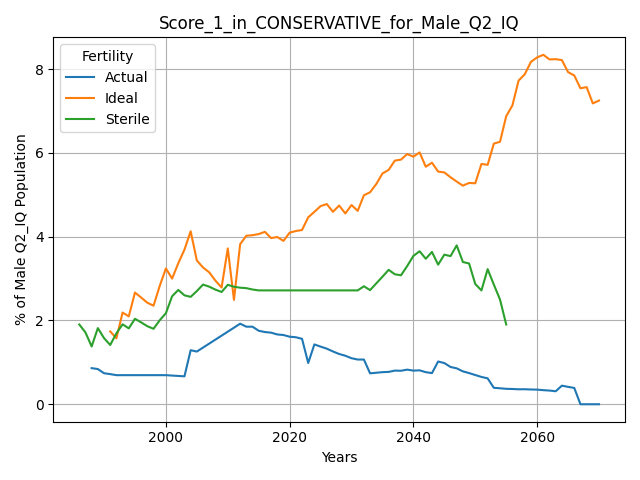 Score_1_in_CONSERVATIVE_for_Male_Q2_IQ
Fertility
Actual
Ideal
Sterile
% of Male Q2_IQ Population
8
6
4
2
0
2000
2020
2040
2060
Years